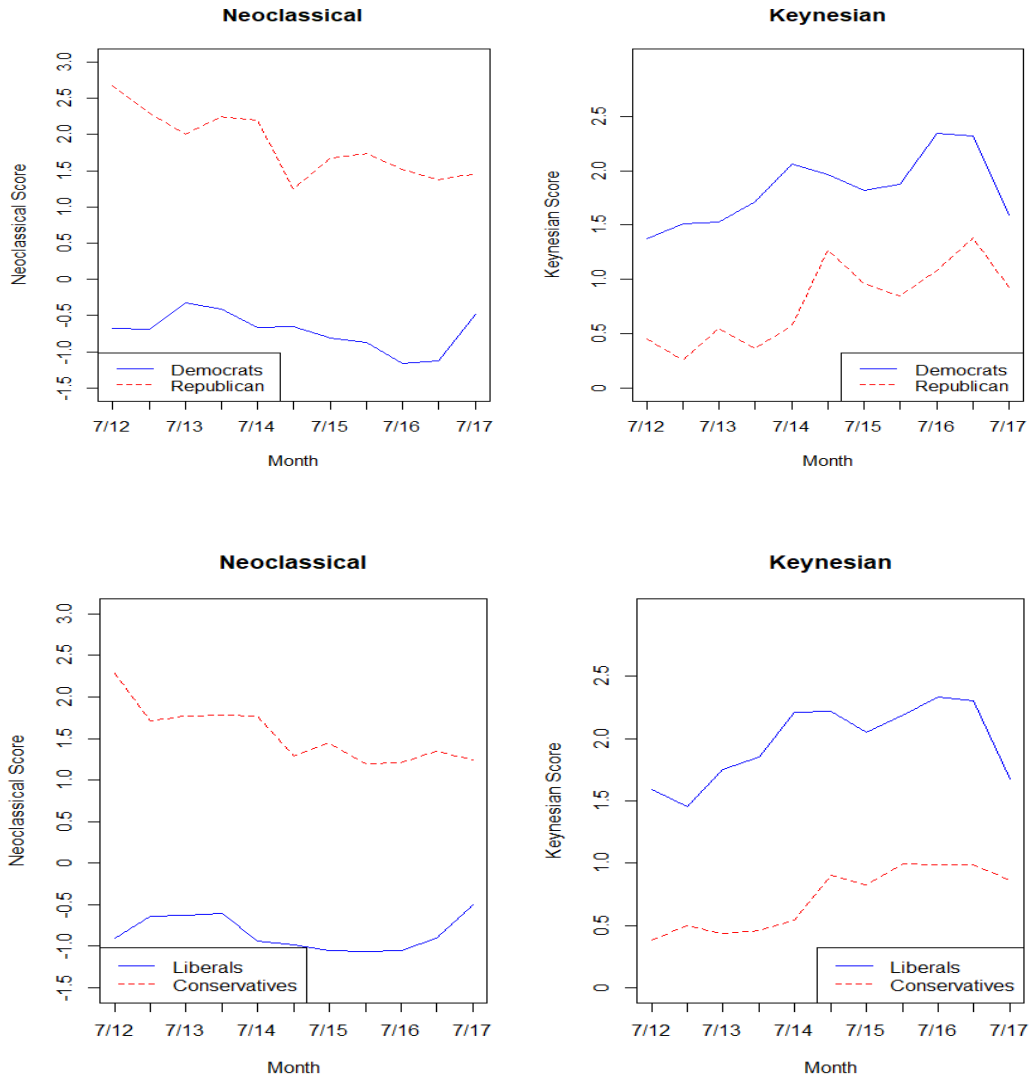 Neoclassical
Neoclassical Score
3.0
2.5
2.0
1.5
1.0
0.5
0
-0.5
-1.0
-1.5
Democrats
Republican
7/12 7/13 7/14 7/15 7/16 7/17
Month
Keynesian
Keynesian Score
2.5
2.0
1.5
1.0
0.5
0
Democrats
Republican
7/12 7/13 7/14 7/15 7/16 7/17
Month
Neoclassical
Neoclassical Score
3.0
2.5
2.0
1.5
1.0
0.5
0
-0.5
-1.0
-1.5
Liberals
Conservatives
7/12 7/13 7/14 7/15 7/16 7/17
Month
Keynesian
Keynesian Score
2.5
2.0
1.5
1.0
0.5
0
Liberals
Conservatives
7/12 7/13 7/14 7/15 7/16 7/17
Month